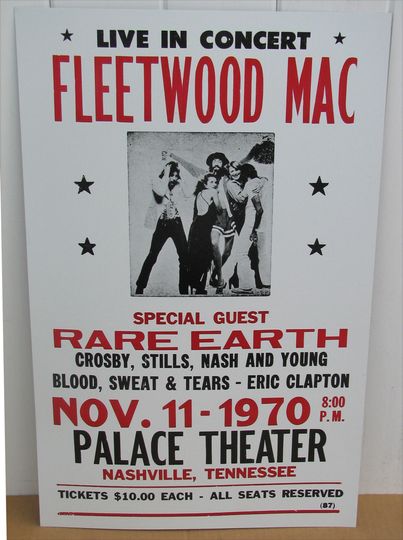 LIVE IN CONCERT
FLEETWOOD MAC
SPECIAL GUEST
RARE EARTH
CROSBY, STILLS, NASH AND YOUNG
BLOOD, SWEAT & TEARS - ERIC CLAPTON
NOV. 11 - 1970 8:00 P.M.
PALACE THEATER
NASHVILLE, TENNESSEE
TICKETS $10.00 EACH - ALL SEATS RESERVED
(87)